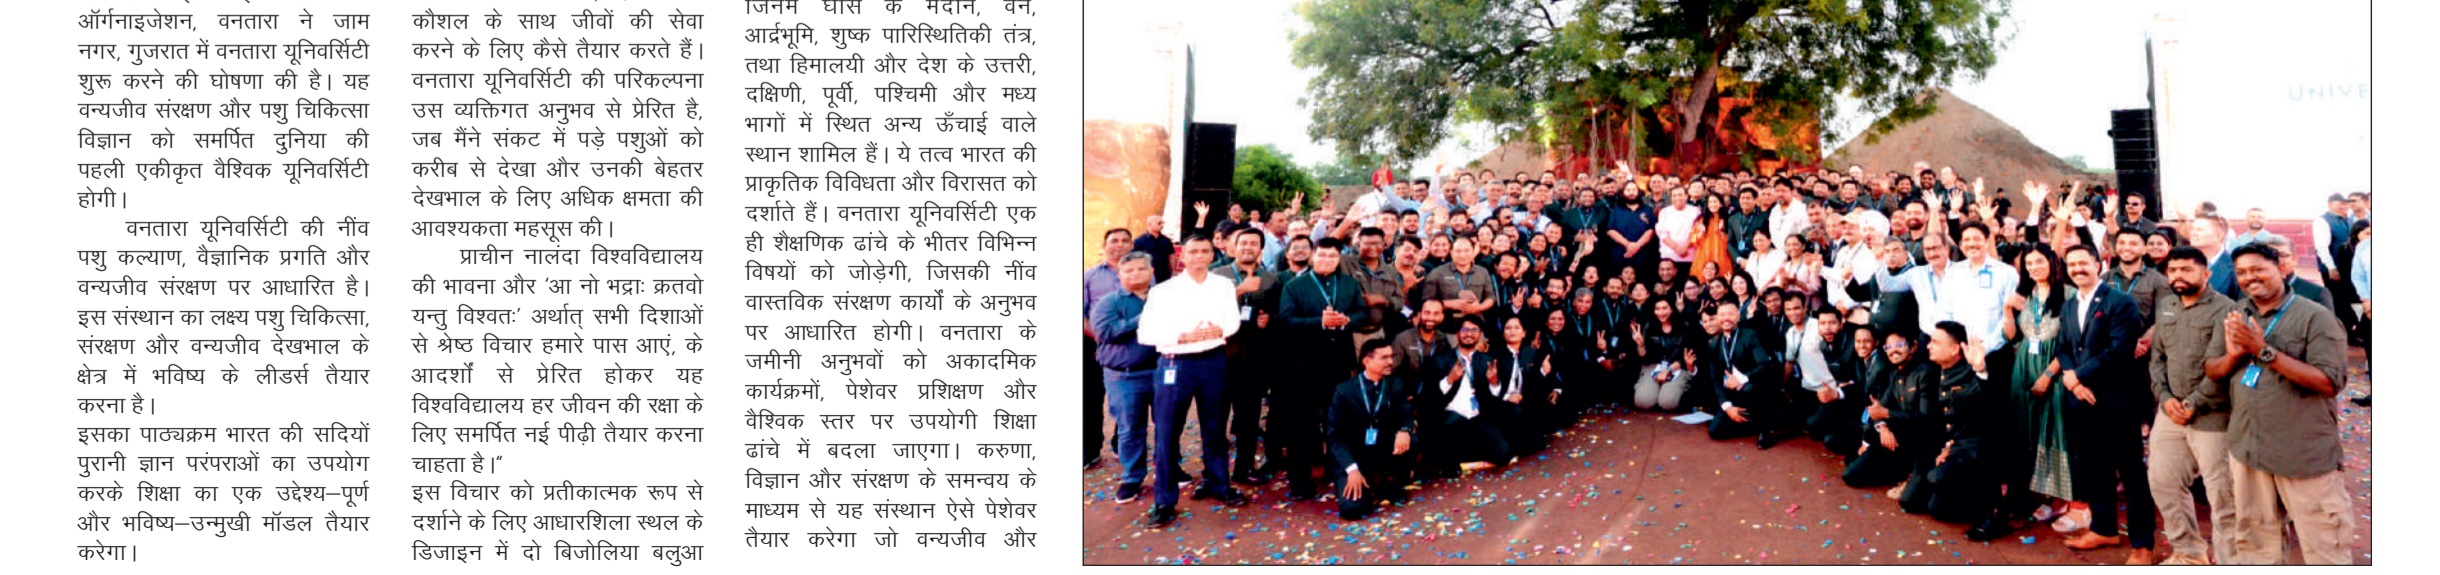 ऑर्गनाइजेशन, वनतारा ने जाम
नगर, गुजरात में वनतारा यूनिवर्सिटी
शुरू करने की घोषणा की है। यह
वन्यजीव संरक्षण और पशु चिकित्सा
विज्ञान को समर्पित दुनिया की
पहली एकीकृत वैश्विक यूनिवर्सिटी
होगी।
वनतारा यूनिवर्सिटी की नींव
पशु कल्याण, वैज्ञानिक प्रगति और
वन्यजीव संरक्षण पर आधारित है।
इस संस्थान का लक्ष्य पशु चिकित्सा,
संरक्षण और वन्यजीव देखभाल के
क्षेत्र में भविष्य के लीडर्स तैयार
करना है।
इसका पाठ्यक्रम भारत की सदियों
पुरानी ज्ञान परंपराओं का उपयोग
करके शिक्षा का एक उद्देश्य–पूर्ण
और भविष्य–उन्मुखी मॉडल तैयार
करेगा।
कौशल के साथ जीवों की सेवा
करने के लिए कैसे तैयार करते हैं।
वनतारा यूनिवर्सिटी की परिकल्पना
उस व्यक्तिगत अनुभव से प्रेरित है,
जब मैंने संकट में पड़े पशुओं को
करीब से देखा और उनकी बेहतर
देखभाल के लिए अधिक क्षमता की
आवश्यकता महसूस की।
प्राचीन नालंदा विश्वविद्यालय
की भावना और ‘आ नो भद्राः क्रतवो
यन्तु विश्वतः’ अर्थात् सभी दिशाओं
से श्रेष्ठ विचार हमारे पास आएं, के
आदर्शों से प्रेरित होकर यह
विश्वविद्यालय हर जीवन की रक्षा के
लिए समर्पित नई पीढ़ी तैयार करना
चाहता है।”
इस विचार को प्रतीकात्मक रूप से
दर्शाने के लिए आधारशिला स्थल के
डिजाइन में दो बिजोलिया बलुआ
जिनमें घास के मैदान, वन,
आर्द्रभूमि, शुष्क पारिस्थितिकी तंत्र,
तथा हिमालयी और देश के उत्तरी,
दक्षिणी, पूर्वी, पश्चिमी और मध्य
भागों में स्थित अन्य ऊँचाई वाले
स्थान शामिल हैं। ये तत्व भारत की
प्राकृतिक विविधता और विरासत को
दर्शाते हैं। वनतारा यूनिवर्सिटी एक
ही शैक्षणिक ढांचे के भीतर विभिन्न
विषयों को जोड़ेगी, जिसकी नींव
वास्तविक संरक्षण कार्यों के अनुभव
पर आधारित होगी। वनतारा के
जमीनी अनुभवों को अकादमिक
कार्यक्रमों, पेशेवर प्रशिक्षण और
वैश्विक स्तर पर उपयोगी शिक्षा
ढांचे में बदला जाएगा। करुणा,
विज्ञान और संरक्षण के समन्वय के
माध्यम से यह संस्थान ऐसे पेशेवर
तैयार करेगा जो वन्यजीव और
UNIVE